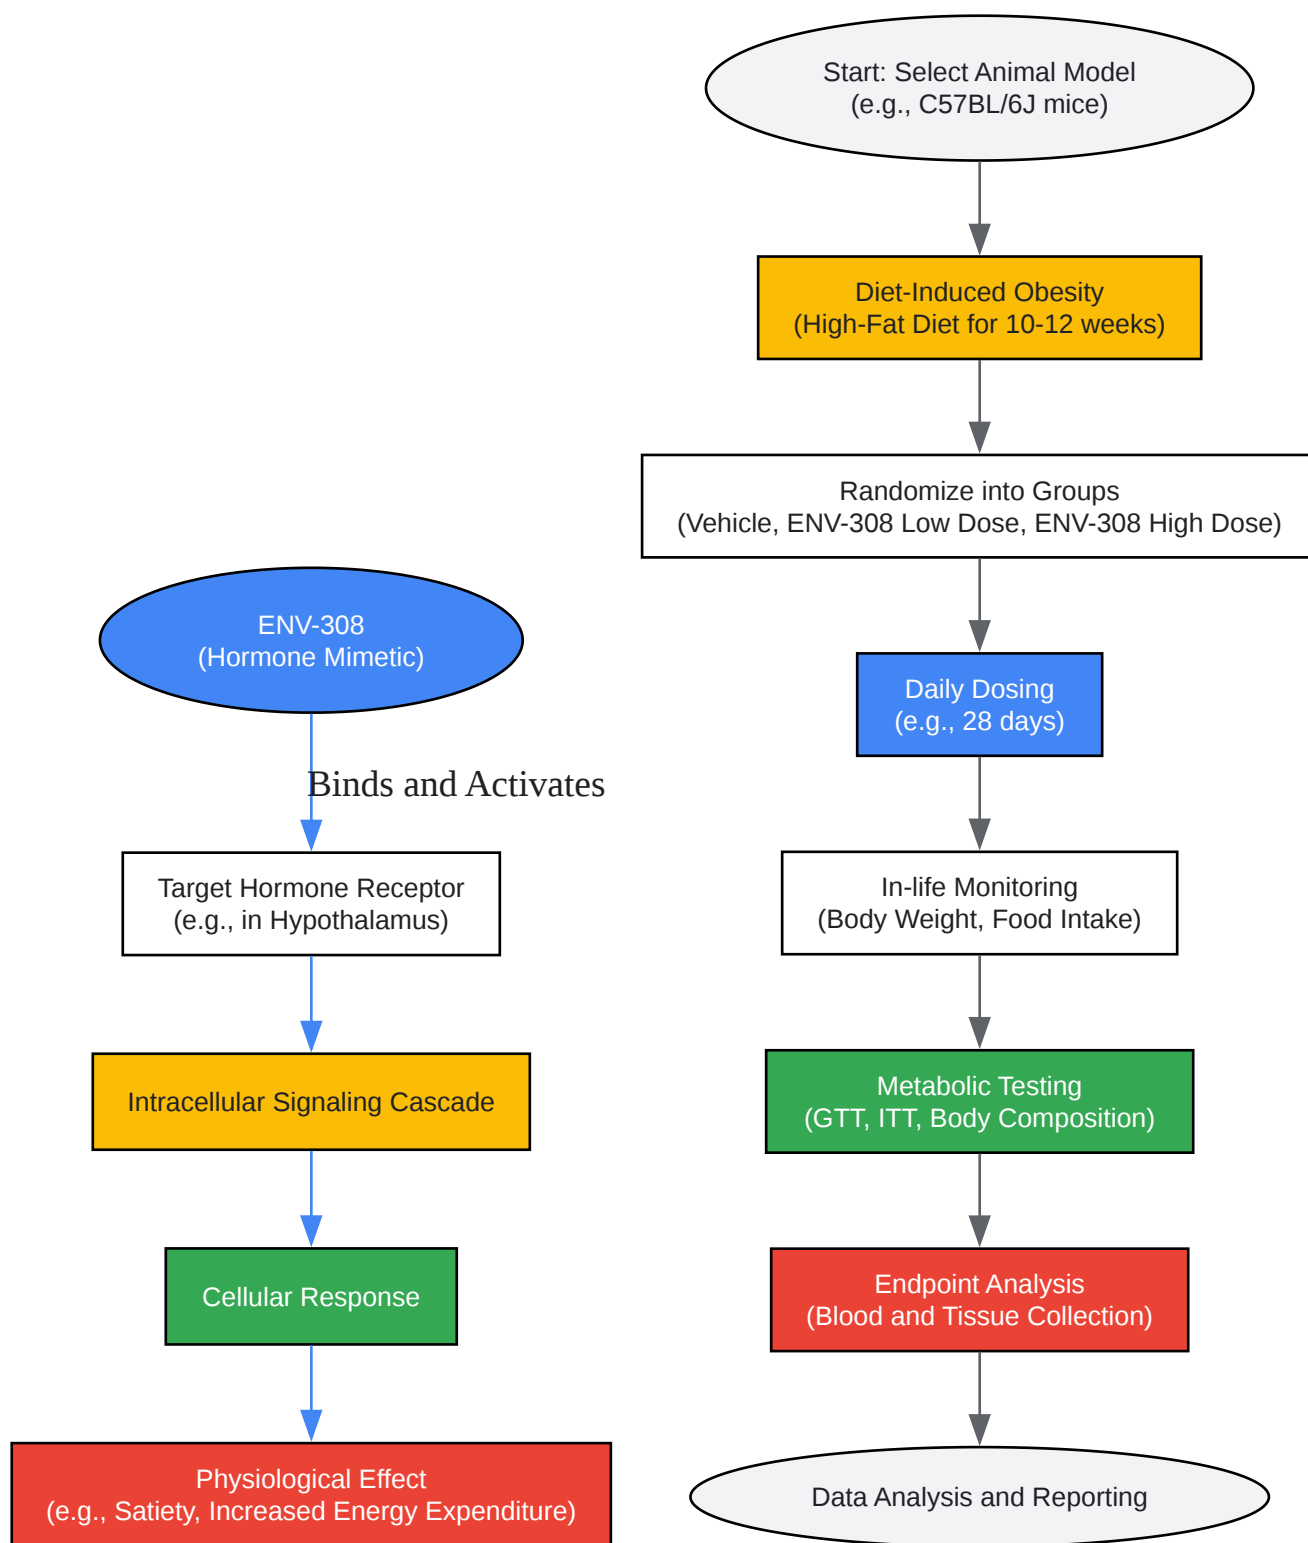 Start: Select Animal Model
(e.g., C57BL/6J mice)
Diet-Induced Obesity
(High-Fat Diet for 10-12 weeks)
Randomize into Groups
(Vehicle, ENV-308 Low Dose, ENV-308 High Dose)
Daily Dosing
(e.g., 28 days)
In-life Monitoring
(Body Weight, Food Intake)
Metabolic Testing
(GTT, ITT, Body Composition)
Endpoint Analysis
(Blood and Tissue Collection)
Data Analysis and Reporting
ENV-308
(Hormone Mimetic)
Binds and Activates
Target Hormone Receptor
(e.g., in Hypothalamus)
Intracellular Signaling Cascade
Cellular Response
Physiological Effect
(e.g., Satiety, Increased Energy Expenditure)